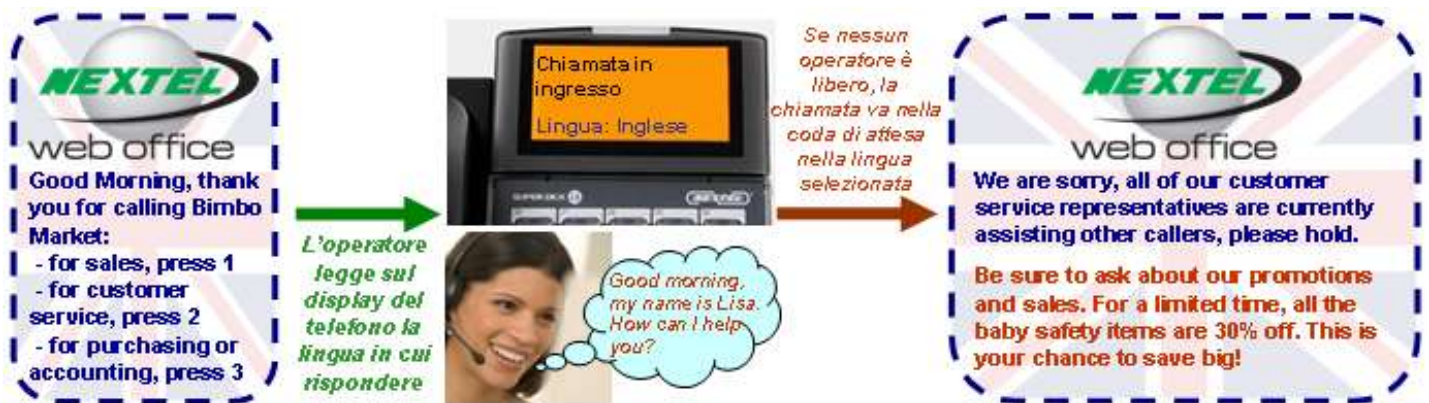 NEXTEL
web office
Good Morning, thank
you for calling Bimbo
Market:
- for sales, press 1
- for customer
service, press 2
- for purchasing or
accounting, press 3
L'operatore
legge sul
display del
telefono la
lingua in cui
rispondere
Chiamata in
ingresso
Lingua: Inglese
Good morning,
my name is Lisa.
How can I help
you?
Se nessun
operatore è
libero, la
chiamata va nella
coda di attesa
nella lingua
selezionata
NEXTEL
web office
We are sorry, all of our customer
service representatives are currently
assisting other callers, please hold.
Be sure to ask about our promotions
and sales. For a limited time, all the
baby safety items are 30% off. This is
your chance to save big!